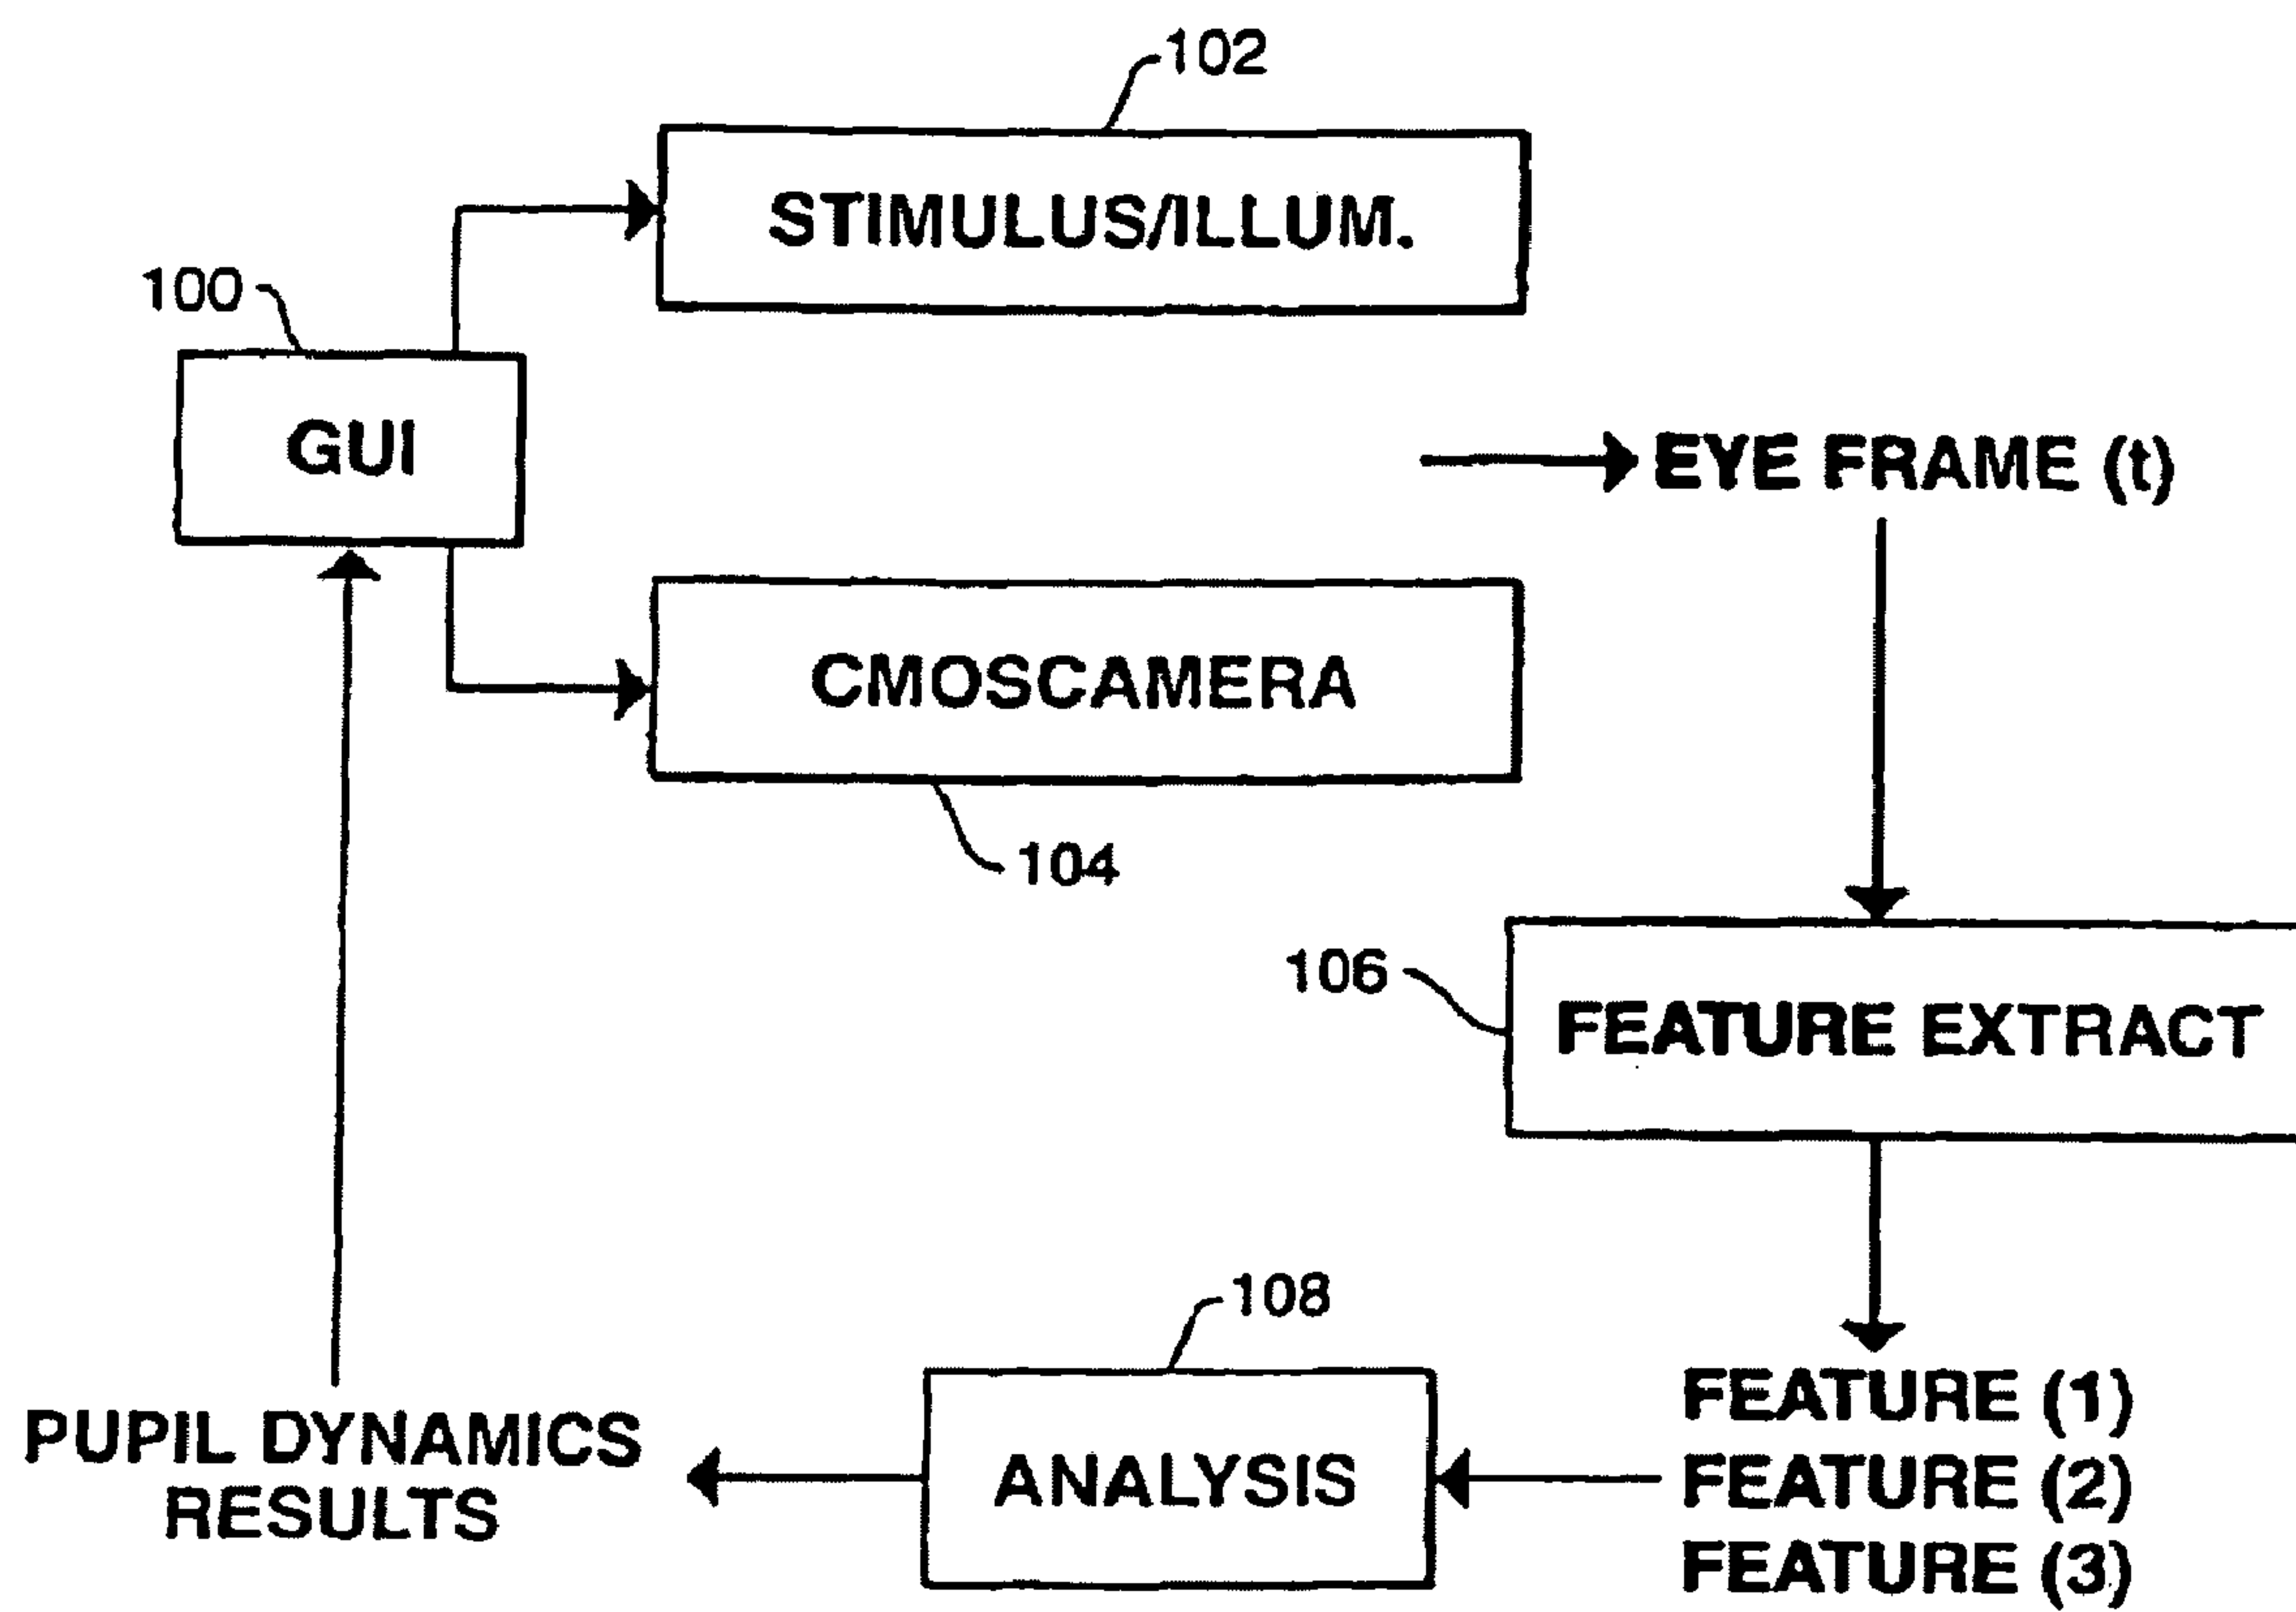 102
STIMULUS/ILLUM.
100
GUI
EYE FRAME (t)
CMOSCAMERA
104
106
FEATURE EXTRACT
108
FEATURE (1)
PUPIL DYNAMICS
RESULTS
ANALYSIS
FEATURE (2)
FEATURE (3)